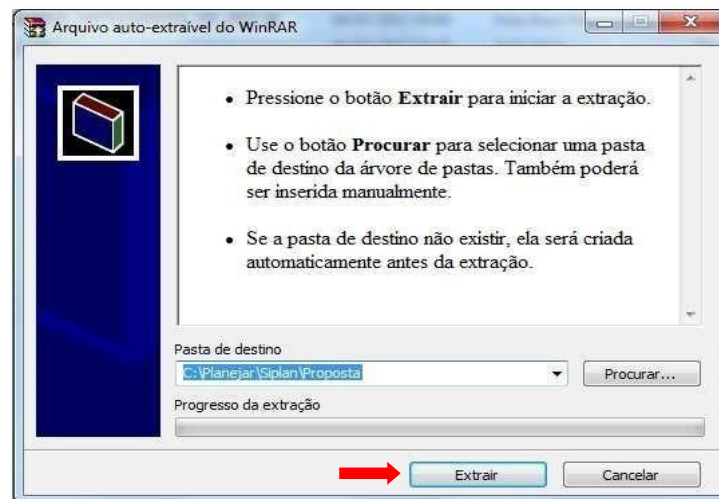 Arquivo auto-extraível do WinRAR
• Pressione o botão Extrair para iniciar a extração.
• Use o botão Procurar para selecionar uma pasta
de destino da árvore de pastas. Também poderá
ser inserida manualmente.
• Se a pasta de destino não existir, ela será criada
automaticamente antes da extração.
Pasta de destino
C:\Planejar\Siplan\Proposta
Procurar...
Progresso da extração
Extrair
Cancelar